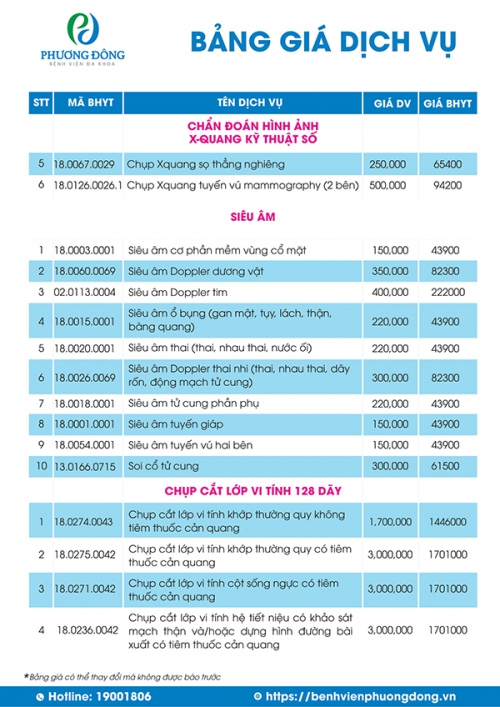 PHƯƠNG ĐÔNG
BỆNH VIỆN ĐA KHOA
BẢNG GIÁ DỊCH VỤ
STT MÃ BHYT TÊN DỊCH VỤ GIÁ DV GIÁ BHYT
CHẨN ĐOÁN HÌNH ẢNH
X-QUANG KỸ THUẬT SỐ
5 18.0067.0029 Chụp Xquang sọ thẳng nghiêng 250,000 65400
6 18.0126.0026.1 Chụp Xquang tuyến vú mammography (2 bên) 500,000 94200
SIÊU ÂM
1 18.0003.0001 Siêu âm cơ phần mềm vùng cổ mặt 150,000 43900
2 18.0060.0069 Siêu âm Doppler dương vật 350,000 82300
3 02.0113.0004 Siêu âm Doppler tim 400,000 222000
4 18.0015.0001 Siêu âm ổ bụng (gan mật, tụy, lách, thận, 220,000 43900
bàng quang)
5 18.0020.0001 Siêu âm thai (thai, nhau thai, nước ối) 220,000 43900
6 18.0026.0069 Siêu âm Doppler thai nhi (thai, nhau thai, dây 300,000 82300
rốn, động mạch tử cung)
7 18.0018.0001 Siêu âm tử cung phần phụ 220,000 43900
8 18.0001.0001 Siêu âm tuyến giáp 150,000 43900
9 18.0054.0001 Siêu âm tuyến vú hai bên 150,000 43900
10 13.0166.0715 Soi cổ tử cung 300,000 61500
CHỤP CẮT LỚP VI TÍNH 128 DÃY
1 18.0274.0043 Chụp cắt lớp vi tính khớp thường quy không 1,700,000 1446000
tiêm thuốc cản quang
2 18.0275.0042 Chụp cắt lớp vi tính khớp thường quy có tiêm 3,000,000 1701000
thuốc cản quang
3 18.0271.0042 Chụp cắt lớp vi tính cột sống ngực có tiêm 3,000,000 1701000
thuốc cản quang
4 18.0236.0042 Chụp cắt lớp vi tính hệ tiết niệu có khảo sát 3,000,000 1701000
mạch thận và/hoặc dựng hình đường bài
xuất có tiêm thuốc cản quang
*Bảng giá có thể thay đổi mà không được báo trước
Hotline: 19001806 https://benhvienphuongdong.vn